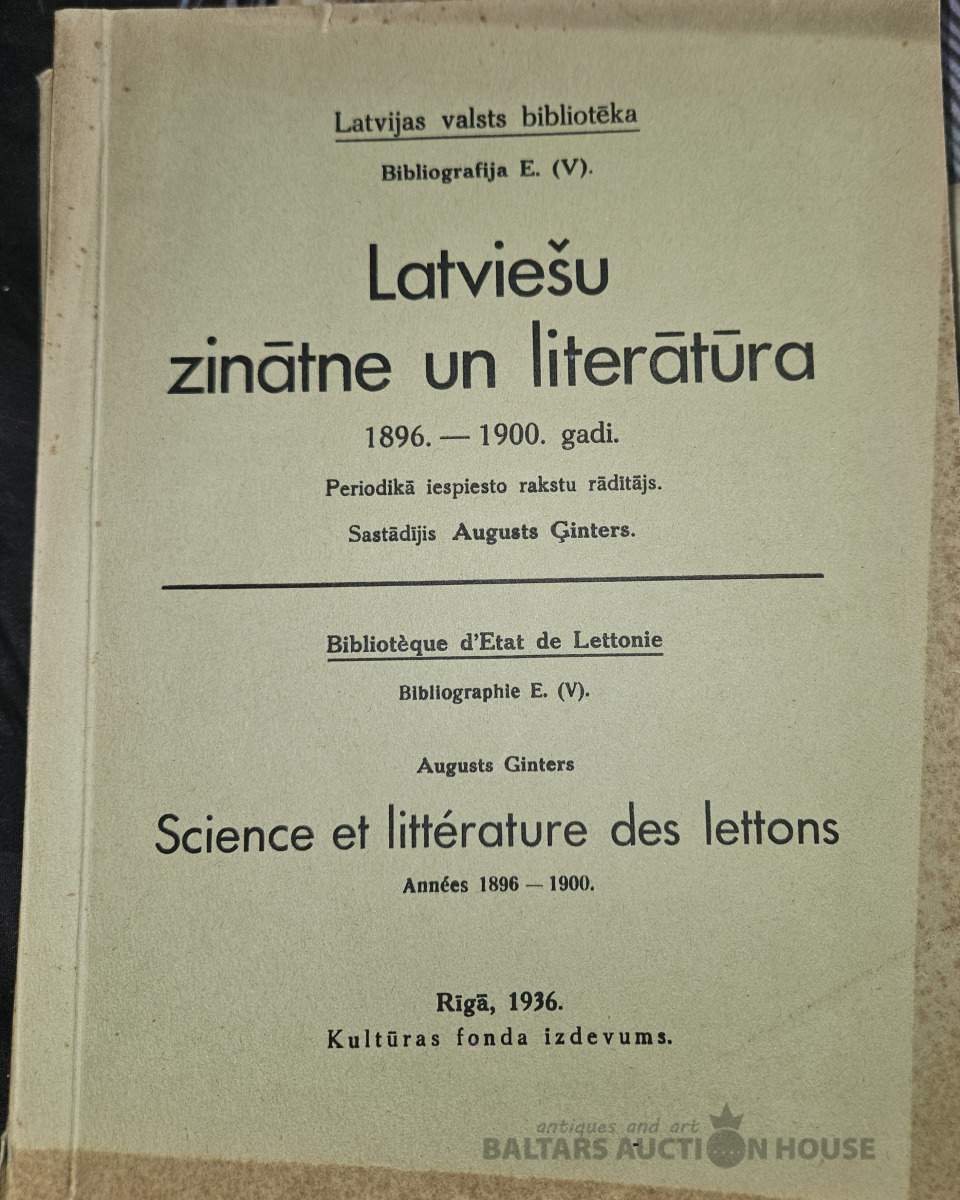 Latvijas valsts bibliotēka
Bibliografija E. (V).
Latviešu
zinātne un literātūra
1896. — 1900. gadi.
Periodikā iespiesto rakstu rādītājs.
Sastādījis Augusts Ģinters.
Bibliotèque d'Etat de Lettonie
Bibliographie E. (V).
Augusts Ginters
Science et littérature des lettons
Années 1896 — 1900.
Rīgā, 1936.
Kultūras fonda izdevums.
antiques and art
BALTARS AUCTION HOUSE